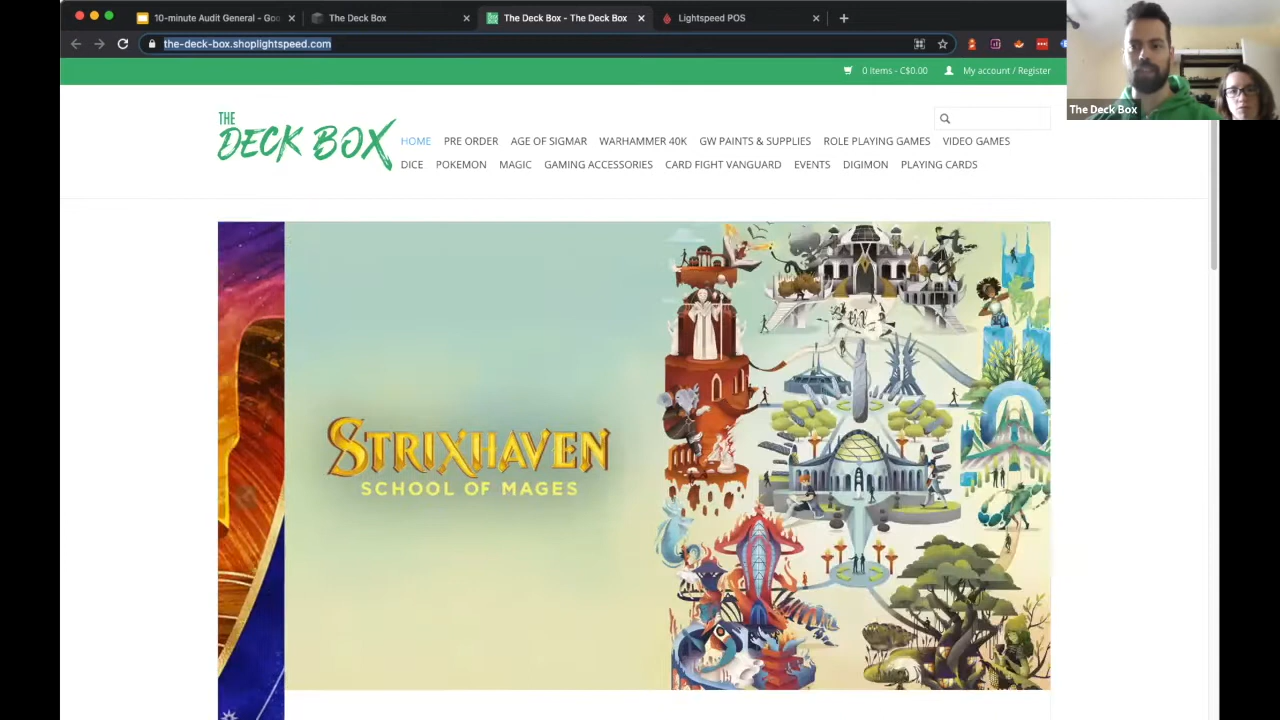 10-minute Audit General - Goo
The Deck Box
The Deck Box - The Deck Box
Lightspeed POS
the-deck-box.shoplightspeed.com
0 Items - C$0.00
My account / Register
The Deck Box
THE
DECK BOX
HOME PRE ORDER AGE OF SIGMAR WARHAMMER 40K GW PAINTS & SUPPLIES ROLE PLAYING GAMES VIDEO GAMES
DICE POKEMON MAGIC GAMING ACCESSORIES CARD FIGHT VANGUARD EVENTS DIGIMON PLAYING CARDS
STRIXHAVEN
SCHOOL OF MAGES